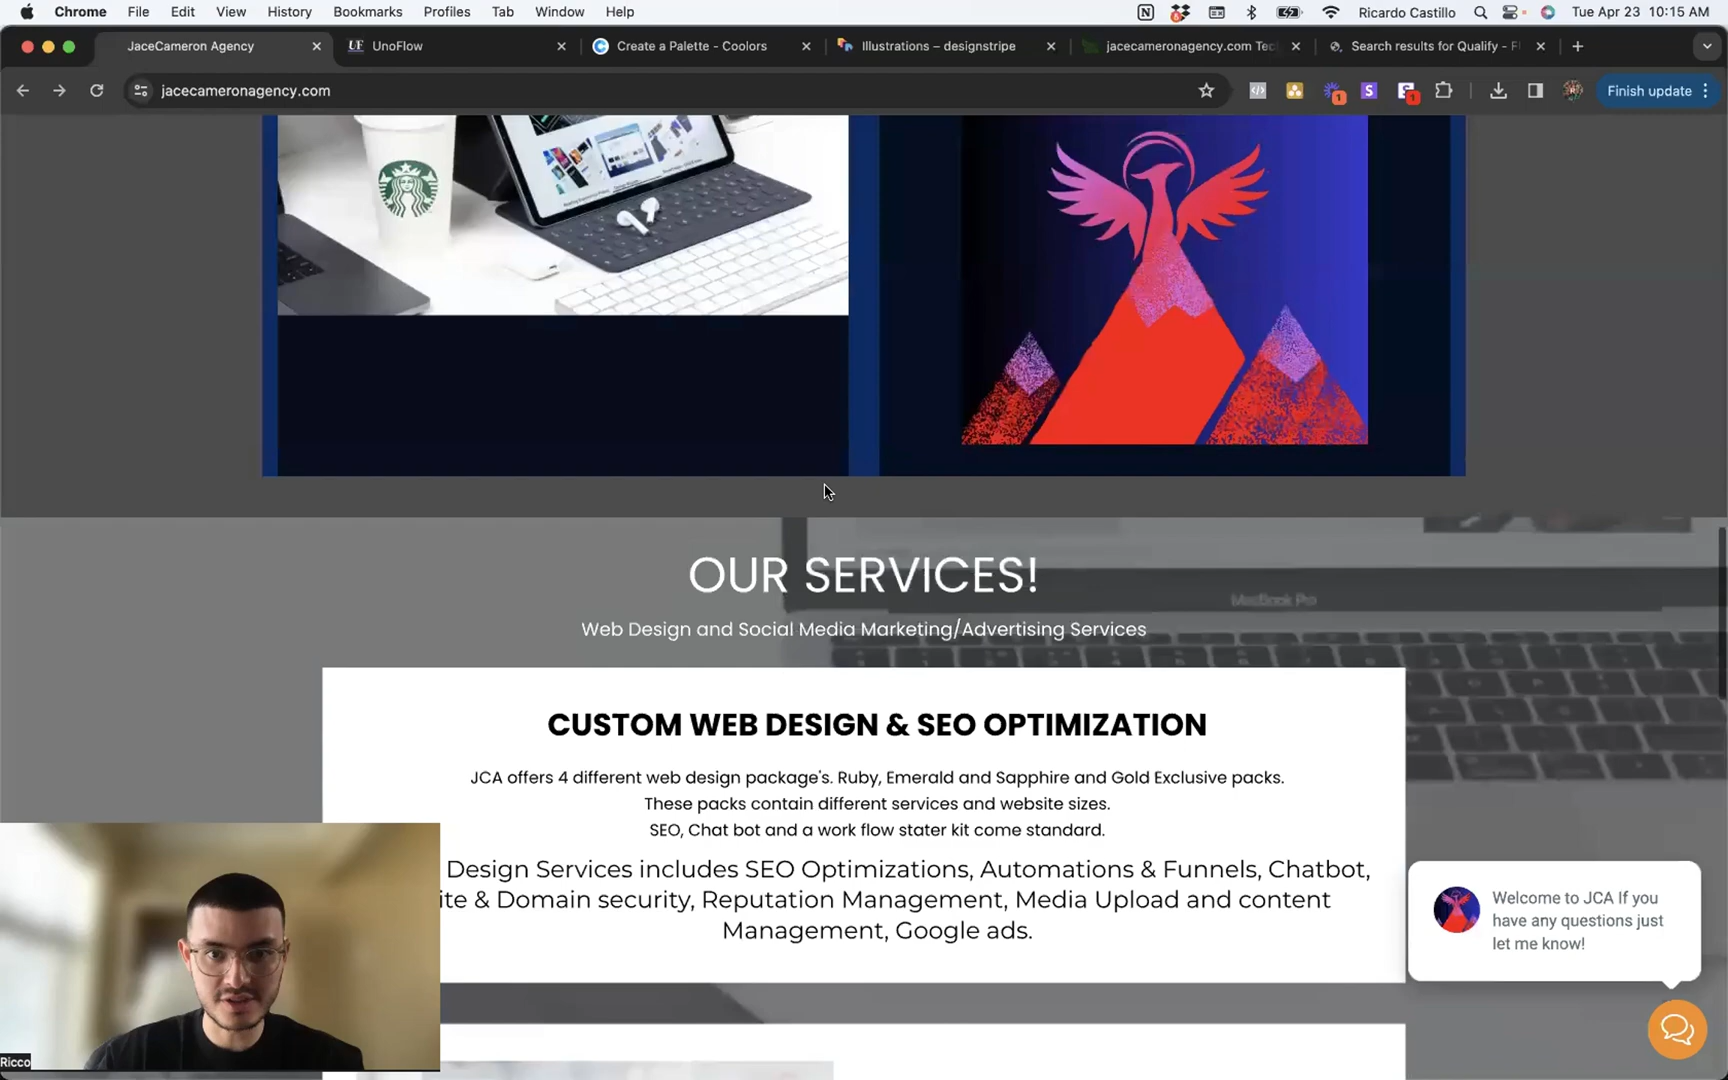 Chrome File Edit View History Bookmarks Profiles Tab Window Help Ricardo Castillo Tue Apr 23 10:15 AM
JaceCameron Agency UF UnoFlow Create a Palette - Coolors Illustrations – designstripe jacecameronagency.com Tec Search results for Qualify - F
jacecameronagency.com Finish update
OUR SERVICES!
MacBook Pro
Web Design and Social Media Marketing/Advertising Services
CUSTOM WEB DESIGN & SEO OPTIMIZATION
JCA offers 4 different web design package's. Ruby, Emerald and Sapphire and Gold Exclusive packs.
These packs contain different services and website sizes.
SEO, Chat bot and a work flow stater kit come standard.
Design Services includes SEO Optimizations, Automations & Funnels, Chatbot,
ite & Domain security, Reputation Management, Media Upload and content
Management, Google ads.
Welcome to JCA If you
have any questions just
let me know!
Ricco